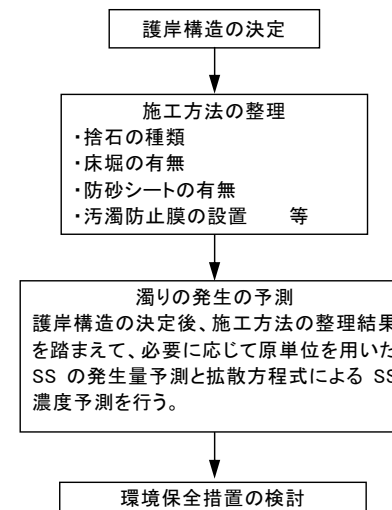 護岸構造の決定
施工方法の整理
・捨石の種類
・床堀の有無
・防砂シートの有無
・汚濁防止膜の設置　　等
濁りの発生の予測
護岸構造の決定後、施工方法の整理結果
を踏まえて、必要に応じて原単位を用いた
SS の発生量予測と拡散方程式による SS
濃度予測を行う。
環境保全措置の検討